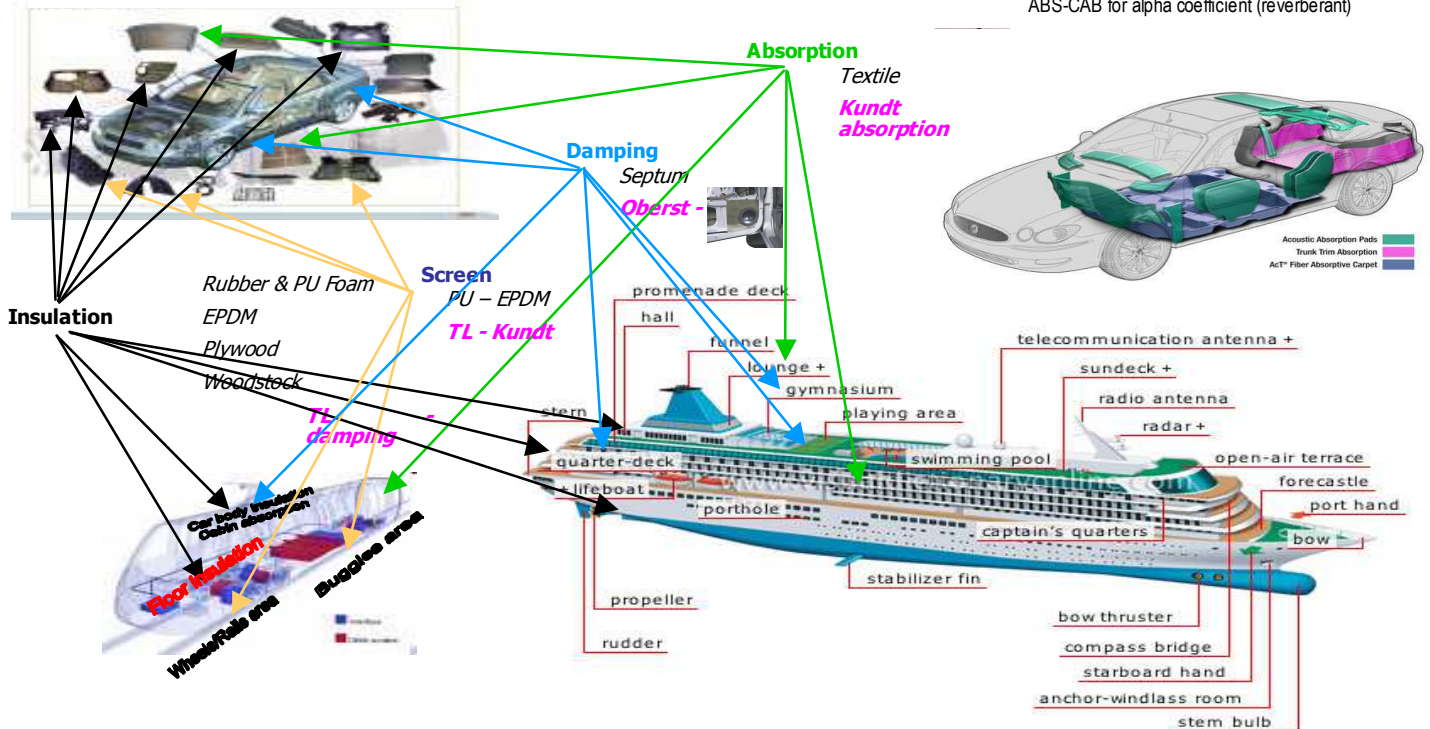 ABS-CAB for alpha coefficient (reverberant)
Absorption
Textile
Kundt
absorption
Damping
Septum
Oberst -
Acoustic Absorption Pads
Trunk Trim Absorption
AcT® Fiber Absorptive Carpet
Insulation
Rubber & PU Foam
EPDM
Plywood
Woodstock
Screen
PU – EPDM
TL - Kundt
TL -
damping
promenade deck
hall
funnel
lounge +
gymnasium
playing area
telecommunication antenna +
sundeck +
radio antenna
radar +
stern
quarter-deck
swimming pool
open-air terrace
+ lifeboat
porthole
captain's quarters
forecastle
port hand
bow
stabilizer fin
propeller
rudder
bow thruster
compass bridge
starboard hand
anchor-windlass room
stem bulb
Car body insulation
Cabin absorption
Floor insulation
Wheels/Rails area
Buggies area